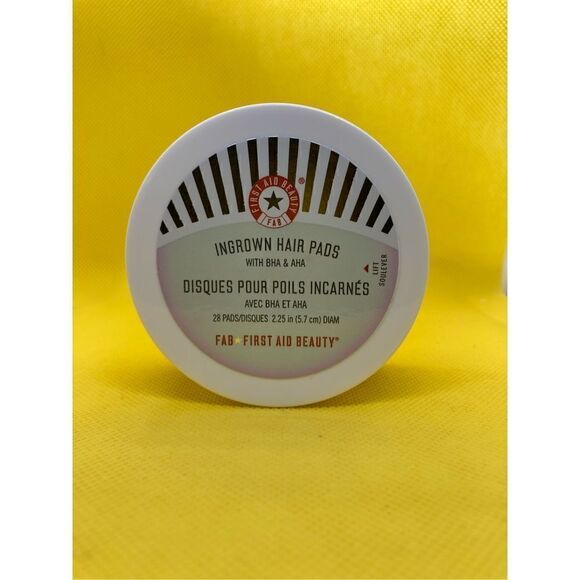 FIRST AID BEAUTY ®
FAB
INGROWN HAIR PADS
WITH BHA & AHA
LIFT
SOULEVER
DISQUES POUR POILS INCARNÉS
AVEC BHA ET AHA
28 PADS/DISQUES 2.25 in (5.7 cm) DIAM
FAB FIRST AID BEAUTY®